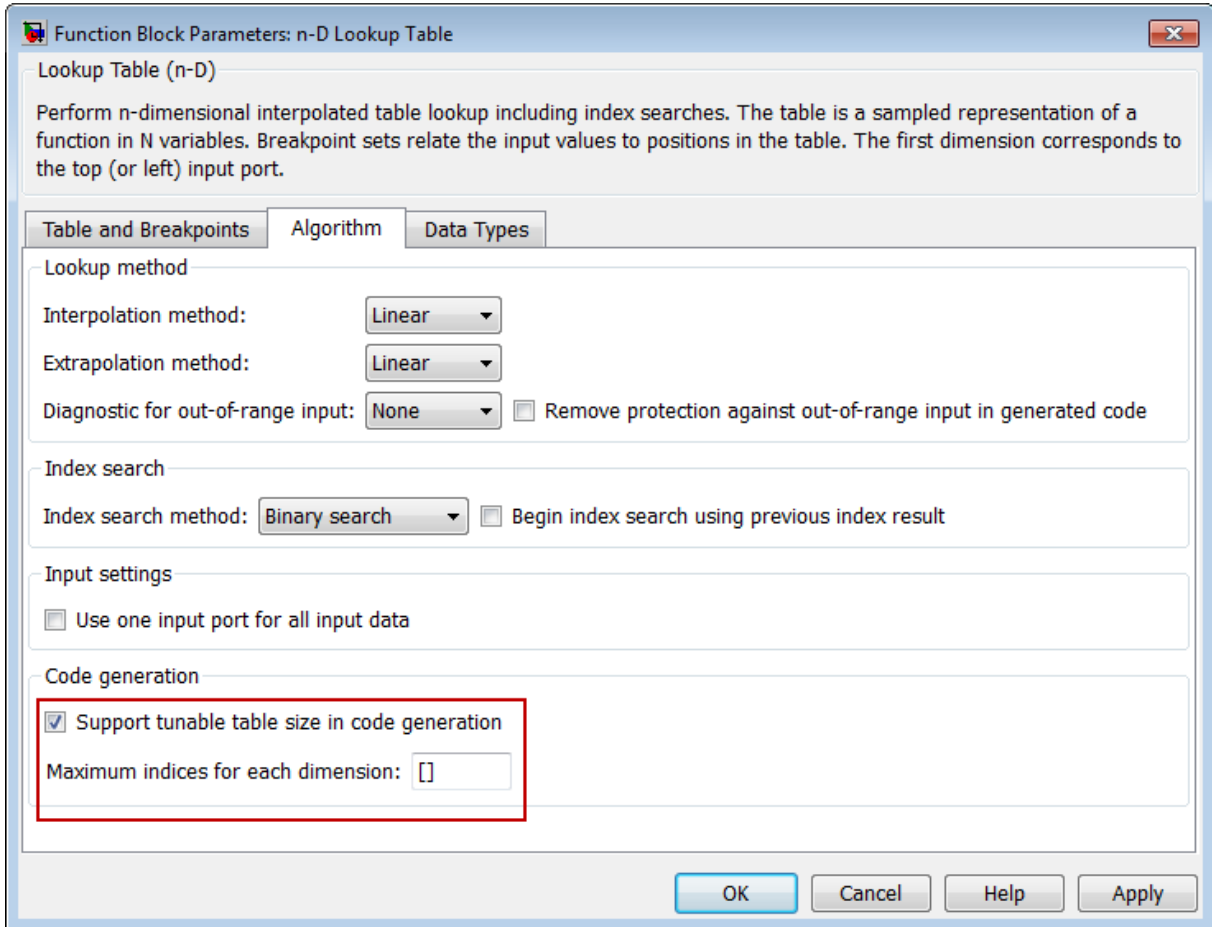 Function Block Parameters: n-D Lookup Table
Lookup Table (n-D)
Perform n-dimensional interpolated table lookup including index searches. The table is a sampled representation of a
function in N variables. Breakpoint sets relate the input values to positions in the table. The first dimension corresponds to
the top (or left) input port.
Table and Breakpoints Algorithm Data Types
Lookup method
Interpolation method: Linear
Extrapolation method: Linear
Diagnostic for out-of-range input: None Remove protection against out-of-range input in generated code
Index search
Index search method: Binary search Begin index search using previous index result
Input settings
Use one input port for all input data
Code generation
Support tunable table size in code generation
Maximum indices for each dimension: []
OK Cancel Help Apply